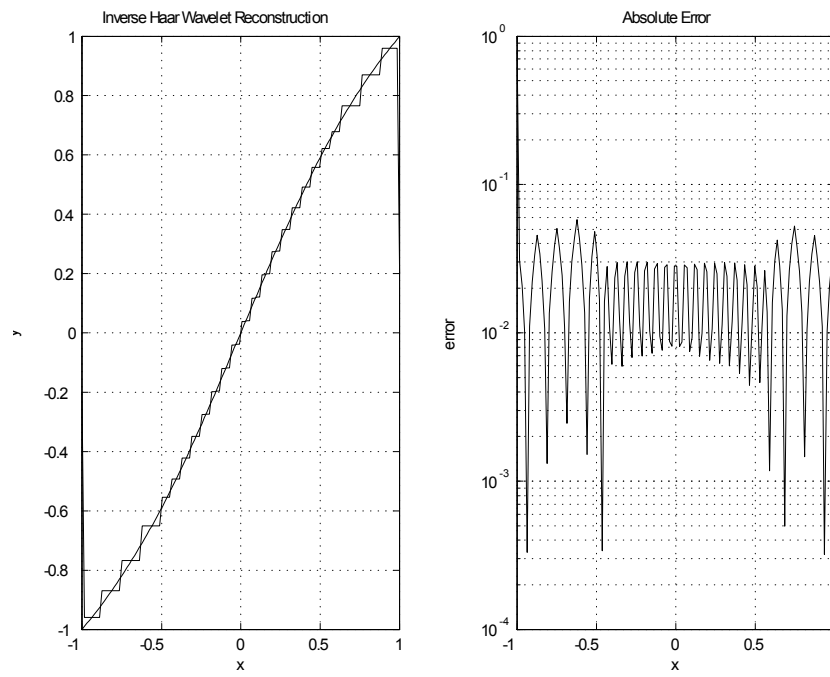 Inverse Haar Wavelet Reconstruction
1
0.8
0.6
0.4
0.2
0
-0.2
-0.4
-0.6
-0.8
-1
y
-1 -0.5 0 0.5 1
x
Absolute Error
10^0
10^-1
10^-2
10^-3
10^-4
error
-1 -0.5 0 0.5
x